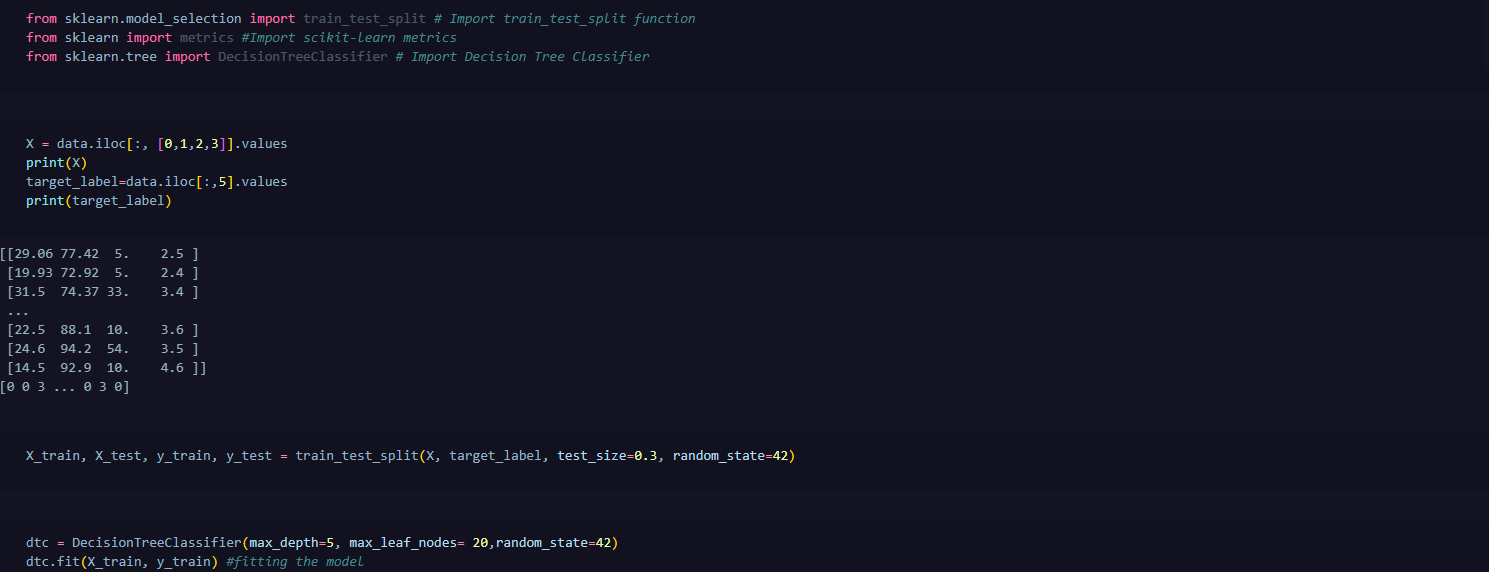 from sklearn.model_selection import train_test_split # Import train_test_split function
from sklearn import metrics #Import scikit-learn metrics
from sklearn.tree import DecisionTreeClassifier # Import Decision Tree Classifier
X = data.iloc[:, [0,1,2,3]].values
print(X)
target_label=data.iloc[:,5].values
print(target_label)
[[29.06 77.42  5.    2.5 ]
 [19.93 72.92  5.    2.4 ]
 [31.5  74.37 33.    3.4 ]
 ...
 [22.5  88.1  10.    3.6 ]
 [24.6  94.2  54.    3.5 ]
 [14.5  92.9  10.    4.6 ]]
[0 0 3 ... 0 3 0]
X_train, X_test, y_train, y_test = train_test_split(X, target_label, test_size=0.3, random_state=42)
dtc = DecisionTreeClassifier(max_depth=5, max_leaf_nodes= 20,random_state=42)
dtc.fit(X_train, y_train) #fitting the model